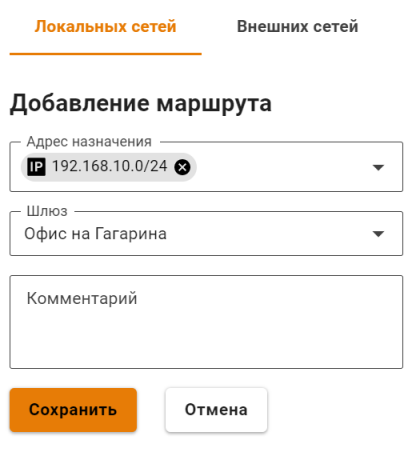 Локальных сетей Внешних сетей
Добавление маршрута
Адрес назначения
IP 192.168.10.0/24
Шлюз
Офис на Гагарина
Комментарий
Сохранить Отмена